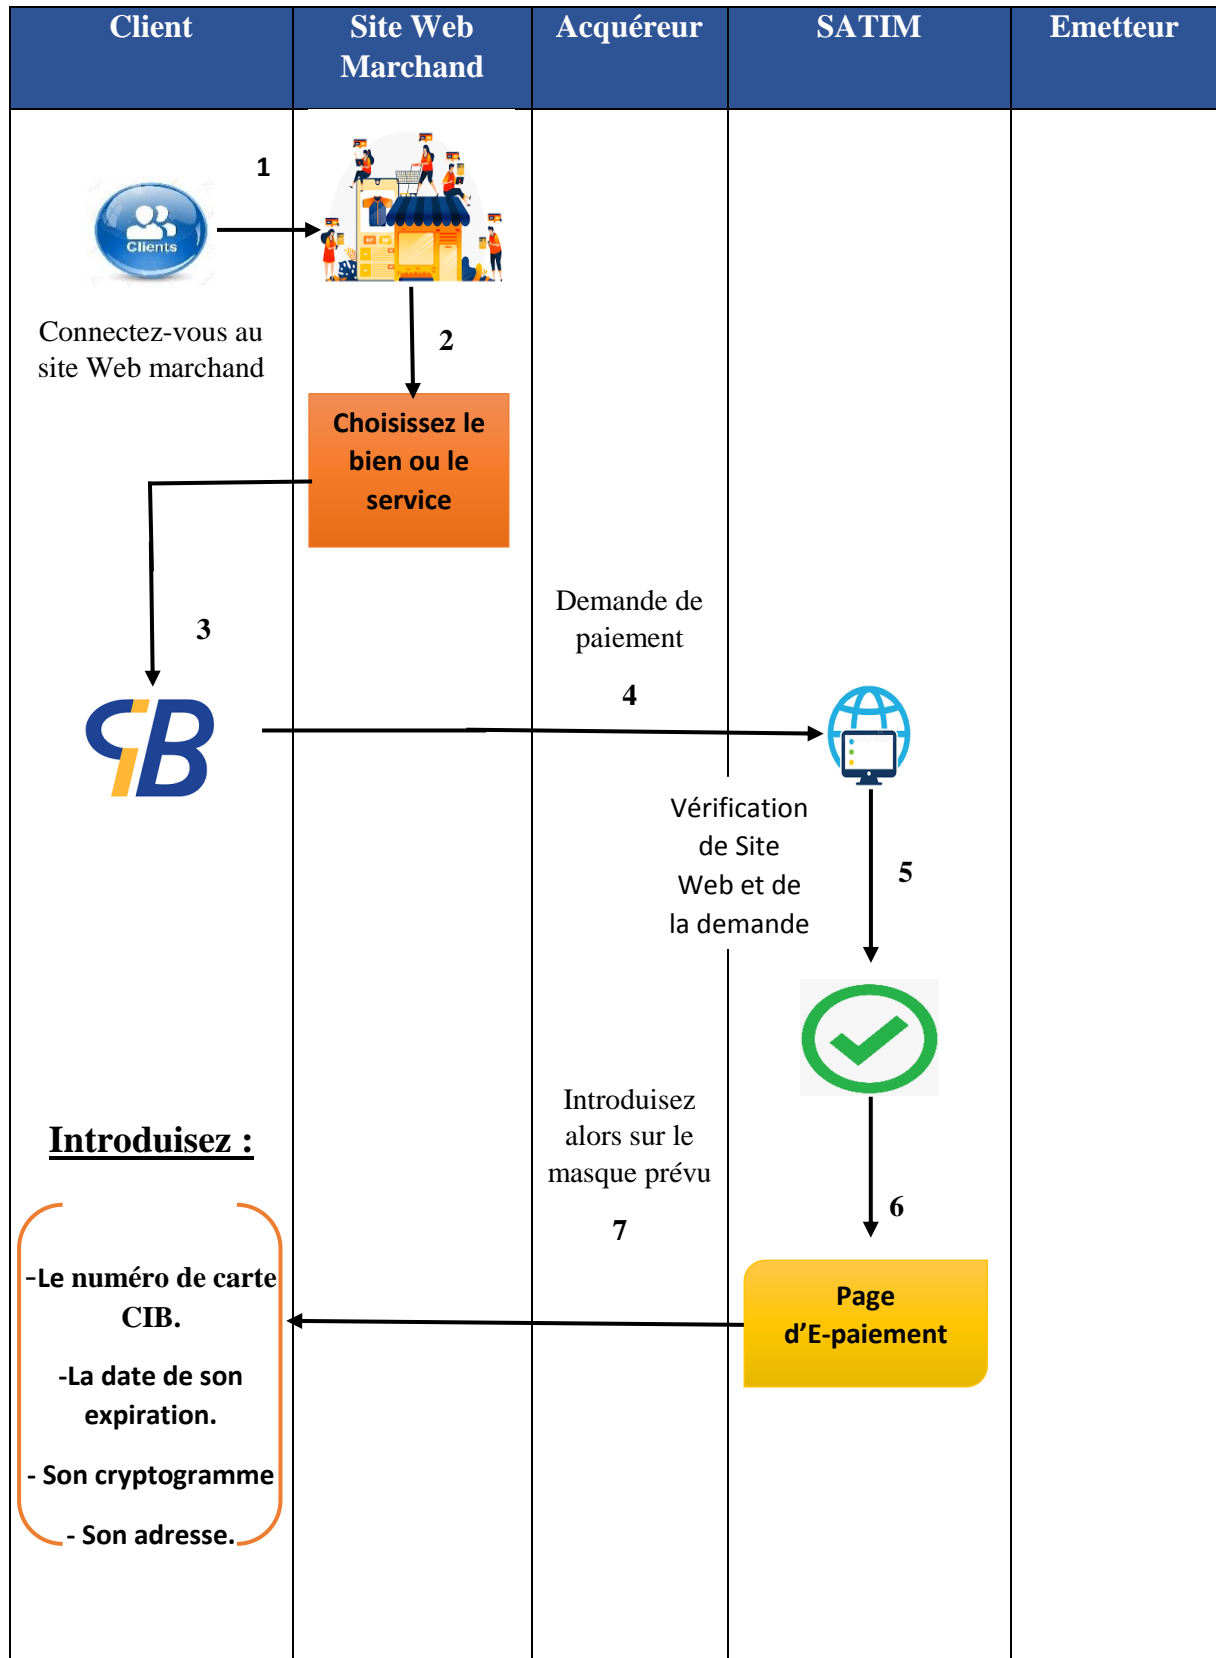 Client
Site Web
Marchand
Acquéreur
SATIM
Emetteur
1
Clients
Connectez-vous au
site Web marchand
2
Choisissez le
bien ou le
service
3
Demande de
paiement
4
CIB
Vérification
de Site
Web et de
la demande
5
Introduisez
alors sur le
masque prévu
7
6
Introduisez :
-Le numéro de carte
CIB.
-La date de son
expiration.
- Son cryptogramme
- Son adresse.
Page
d’E-paiement